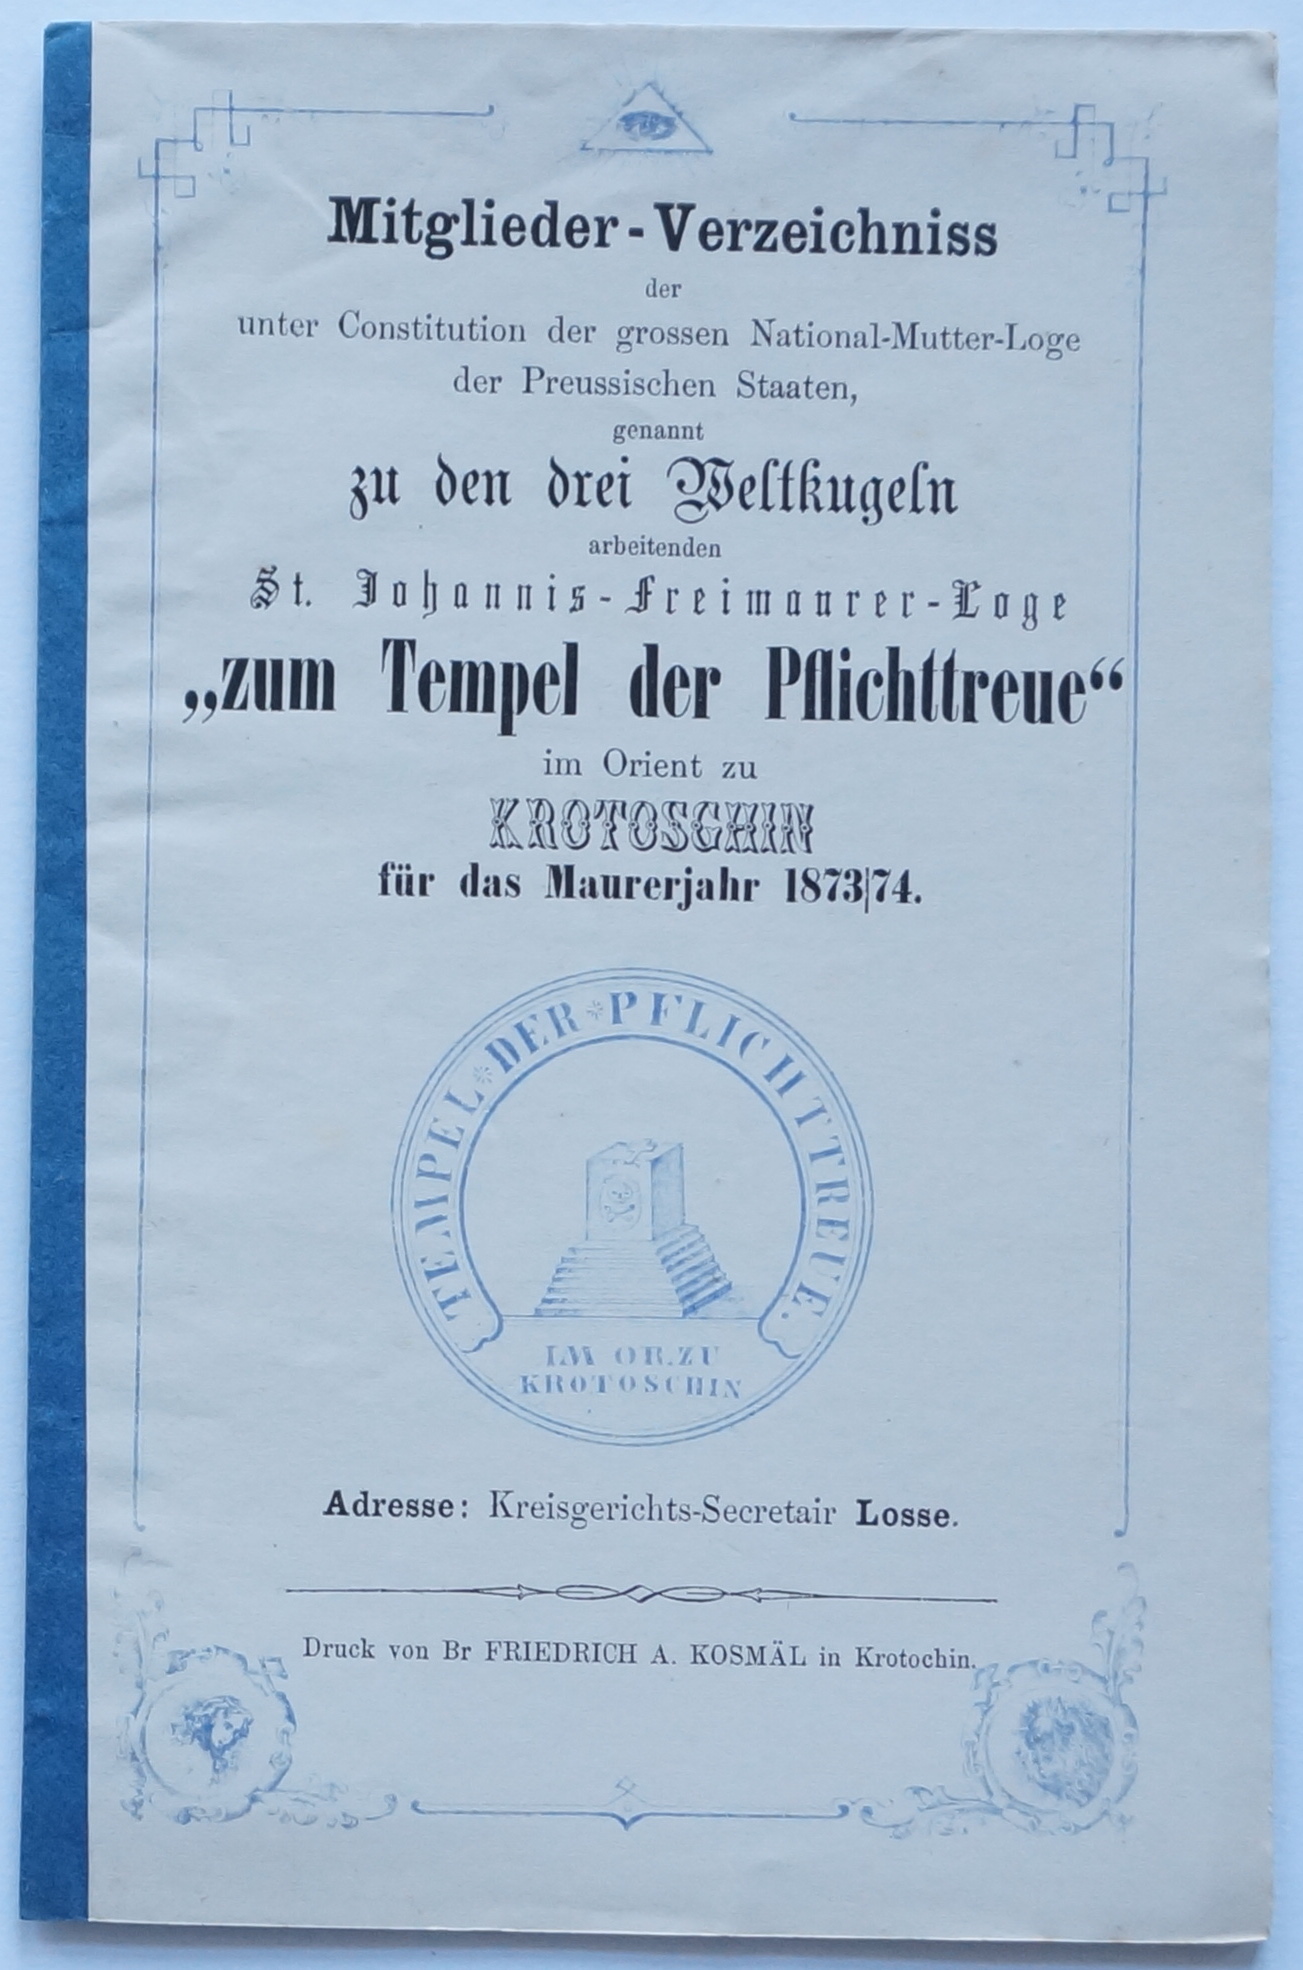 Mitglieder-Verzeichniss
der
unter Constitution der grossen National-Mutter-Loge
der Preussischen Staaten,
genannt
zu den drei Weltkugeln
arbeitenden
St. Johannis-Freimaurer-Loge
„zum Tempel der Pflichttreue“
im Orient zu
KROTOSCHIN
für das Maurerjahr 1873|74.
TEMPEL * DER * PFLICHTTREUE.
IM OR. ZU
KROTOSCHIN
Adresse: Kreisgerichts-Secretair Losse.
Druck von Br FRIEDRICH A. KOSMÄL in Krotochin.